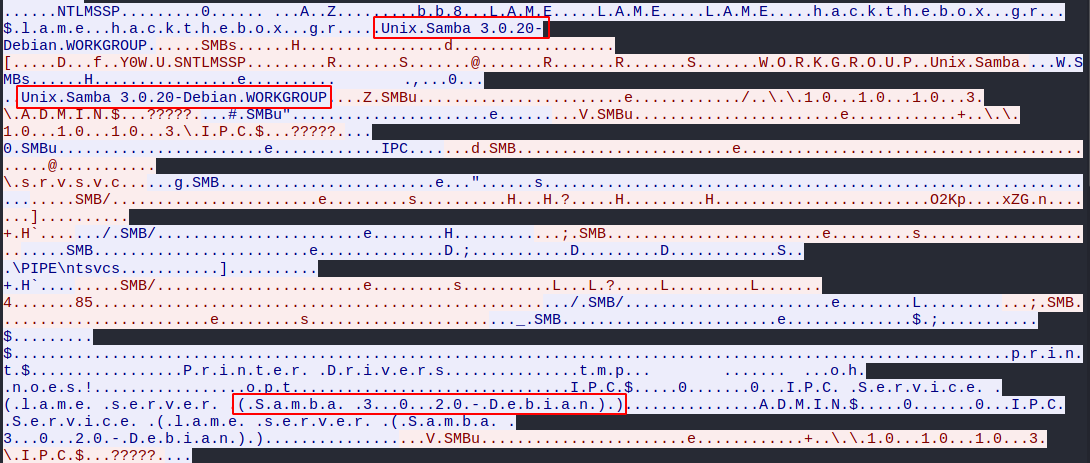 ......NTLMSSP.........0...... ...A..Z.........b.b.8...L.A.M.E.....L.A.M.E.....L.A.M.E.....h.a.c.k.t.h.e.b.o.x...g.r...
$.l.a.m.e...h.a.c.k.t.h.e.b.o.x...g.r.....Unix.Samba 3.0.20-
Debian.WORKGROUP......SMBs......H................d..................
[.....D...f..Y0W.U.SNTLMSSP.........R.......S.......@.......R.......R.......S.......W.O.R.K.G.R.O.U.P..Unix.Samba....W.S
MBs......H.................e..........       .,...0...
. Unix.Samba 3.0.20-Debian.WORKGROUP....Z.SMBu.......................e............/..\.\.1.0...1.0...1.0...3.
\.A.D.M.I.N.$...?????....#.SMBu"......................e.........V.SMBu.......................e............+..\.\.
1.0...1.0...1.0...3.\.I.P.C.$...?????....
0.SMBu.......................e............IPC.......d.SMB........................e......................................
.....@...........
\.s.r.v.s.v.c......g.SMB........................e..."......s............................................................
........SMB/.......................e.........s..........H...H.?.....H.........H........................O2Kp....xZG.n....
...]..........
+.H`......./.SMB/.......................e........H............;.SMB.......................e.........s..................
.......SMB........................e..............D.;...........D.........D............S..
.\PIPE\ntsvcs...........]..........
+.H`.........SMB/.......................e.........s..........L...L.?.....L.........L.......
4.......85...................................................../.SMB/.......................e........L............;.SMB.
.......................e.........s......................._.SMB........................e..............$.;...........
$.........
$...............................................................................................................p.r.i.n.
t.$.................P.r.i.n.t.e.r. .D.r.i.v.e.r.s...............t.m.p...        .......  ...o.h.
.n.o.e.s.!.................o.p.t...............................I.P.C.$.....0.......0...I.P.C. .S.e.r.v.i.c.e. .
(.l.a.m.e. .s.e.r.v.e.r. .(.S.a.m.b.a. .3...0...2.0.-.D.e.b.i.a.n.).)...............A.D.M.I.N.$.....0.......0...I.P.C.
.S.e.r.v.i.c.e. .(.l.a.m.e. .s.e.r.v.e.r. .(.S.a.m.b.a. .
3...0...2.0.-.D.e.b.i.a.n.).)..................V.SMBu.......................e............+..\.\.1.0...1.0...1.0...3.
\.I.P.C.$...?????....